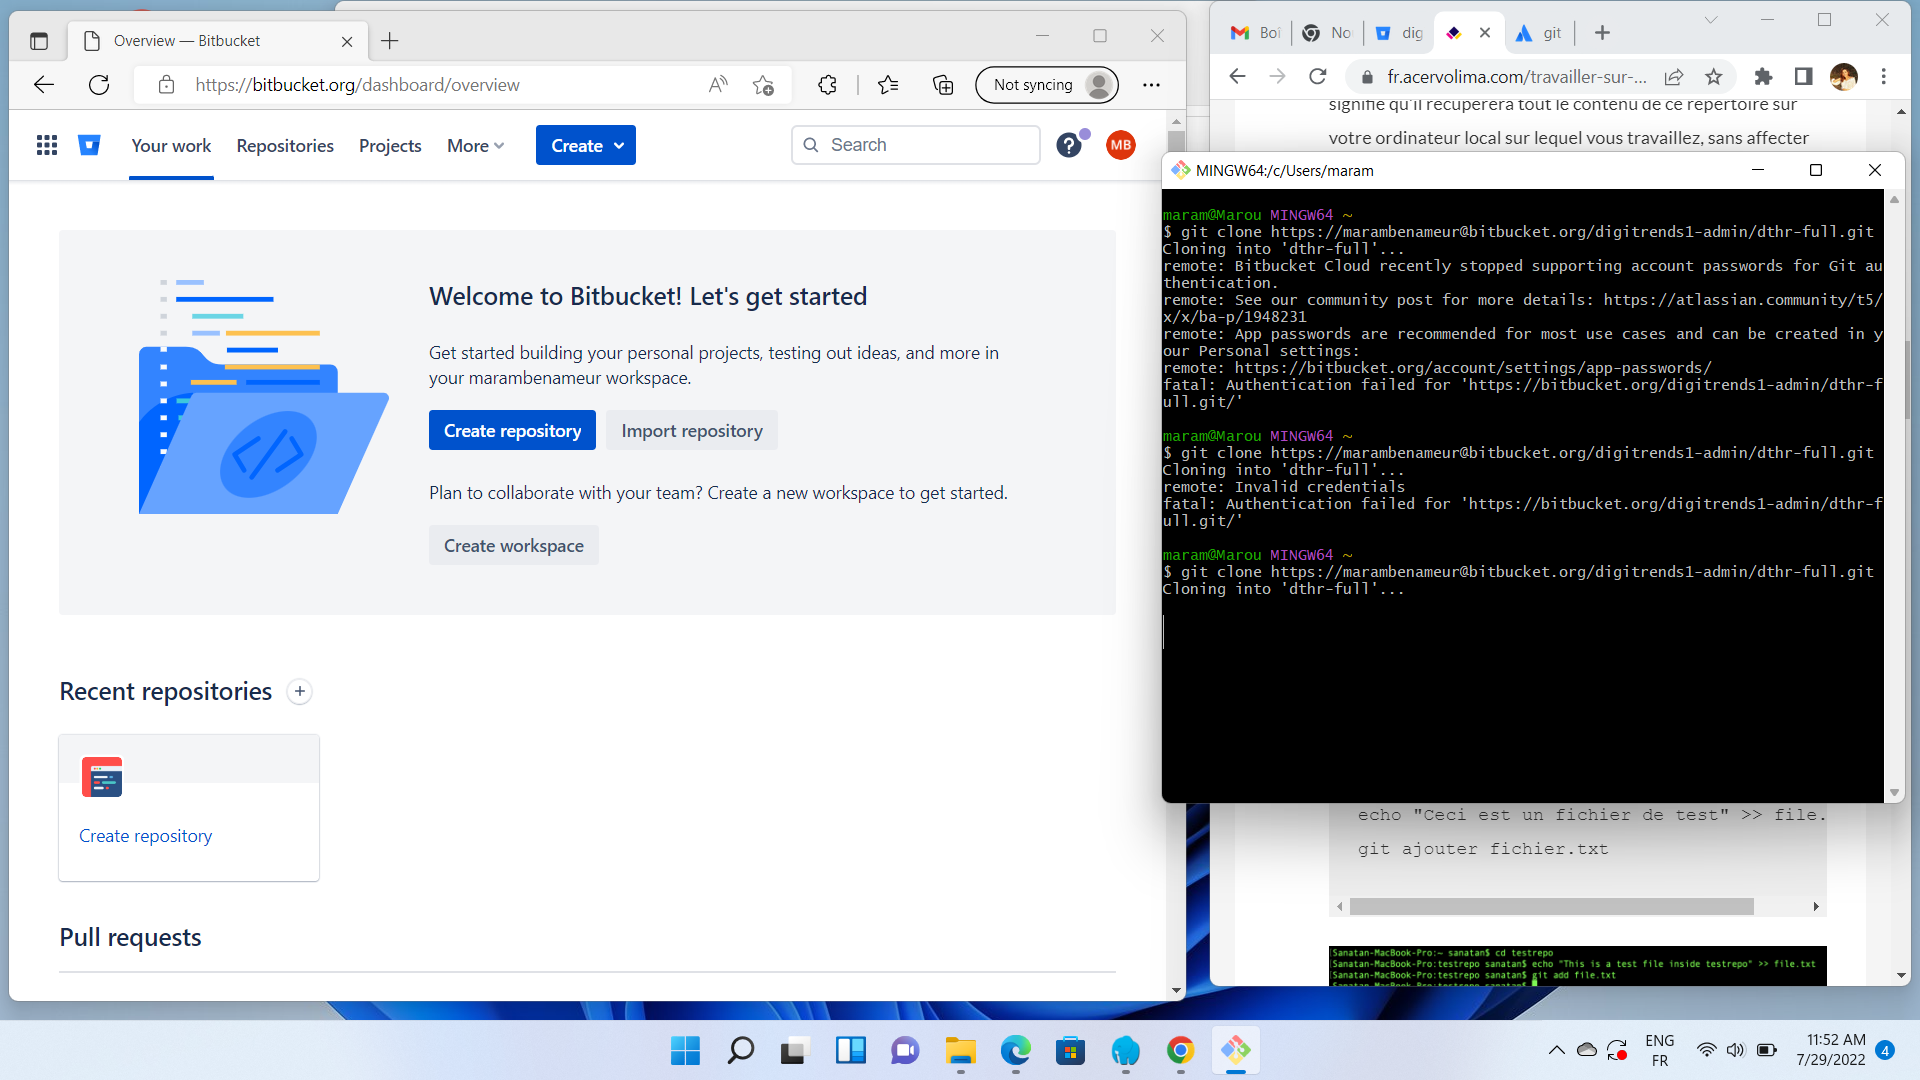 Overview — Bitbucket
https://bitbucket.org/dashboard/overview
Not syncing
Your work
Repositories
Projects
More
Create
Search
MB
Welcome to Bitbucket! Let's get started
Get started building your personal projects, testing out ideas, and more in
your marambenameur workspace.
Create repository
Import repository
Plan to collaborate with your team? Create a new workspace to get started.
Create workspace
Recent repositories
Create repository
Pull requests
Boî
No
dig
git
fr.acervolima.com/travailler-sur-...
signifie qu'il récupérera tout le contenu de ce répertoire sur
votre ordinateur local sur lequel vous travaillez, sans affecter
MINGW64:/c/Users/maram
maram@Marou MINGW64 ~
$ git clone https://marambenameur@bitbucket.org/digitrends1-admin/dthr-full.git
Cloning into 'dthr-full'...
remote: Bitbucket Cloud recently stopped supporting account passwords for Git au
thentication.
remote: See our community post for more details: https://atlassian.community/t5/
x/x/ba-p/1948231
remote: App passwords are recommended for most use cases and can be created in y
our Personal settings:
remote: https://bitbucket.org/account/settings/app-passwords/
fatal: Authentication failed for 'https://bitbucket.org/digitrends1-admin/dthr-f
ull.git/'
maram@Marou MINGW64 ~
$ git clone https://marambenameur@bitbucket.org/digitrends1-admin/dthr-full.git
Cloning into 'dthr-full'...
remote: Invalid credentials
fatal: Authentication failed for 'https://bitbucket.org/digitrends1-admin/dthr-f
ull.git/'
maram@Marou MINGW64 ~
$ git clone https://marambenameur@bitbucket.org/digitrends1-admin/dthr-full.git
Cloning into 'dthr-full'...
echo "Ceci est un fichier de test" >> file.
git ajouter fichier.txt
[Sanatan-MacBook-Pro:~ sanatan$ cd testrepo
[Sanatan-MacBook-Pro:testrepo sanatan$ echo "This is a test file inside testrepo" >> file.txt
[Sanatan-MacBook-Pro:testrepo sanatan$ git add file.txt
Sanatan-MacBook-Pro:testrepo sanatan$
ENG
FR
11:52 AM
7/29/2022
4